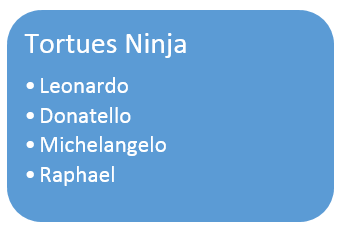 Tortues Ninja
• Leonardo
• Donatello
• Michelangelo
• Raphael